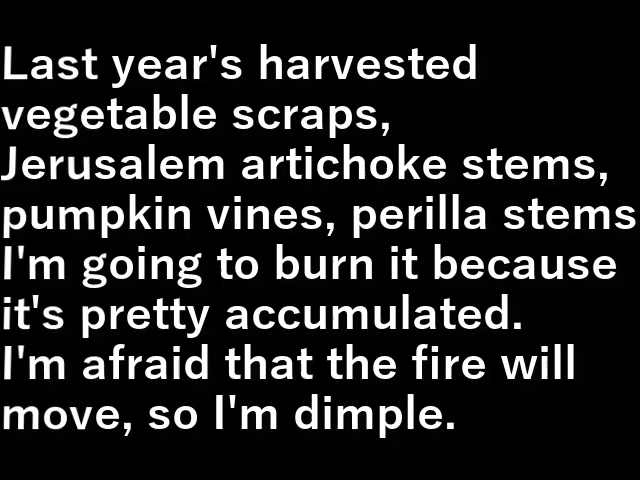 Last year's harvested
vegetable scraps,
Jerusalem artichoke stems,
pumpkin vines, perilla stems
I'm going to burn it because
it's pretty accumulated.
I'm afraid that the fire will
move, so I'm dimple.